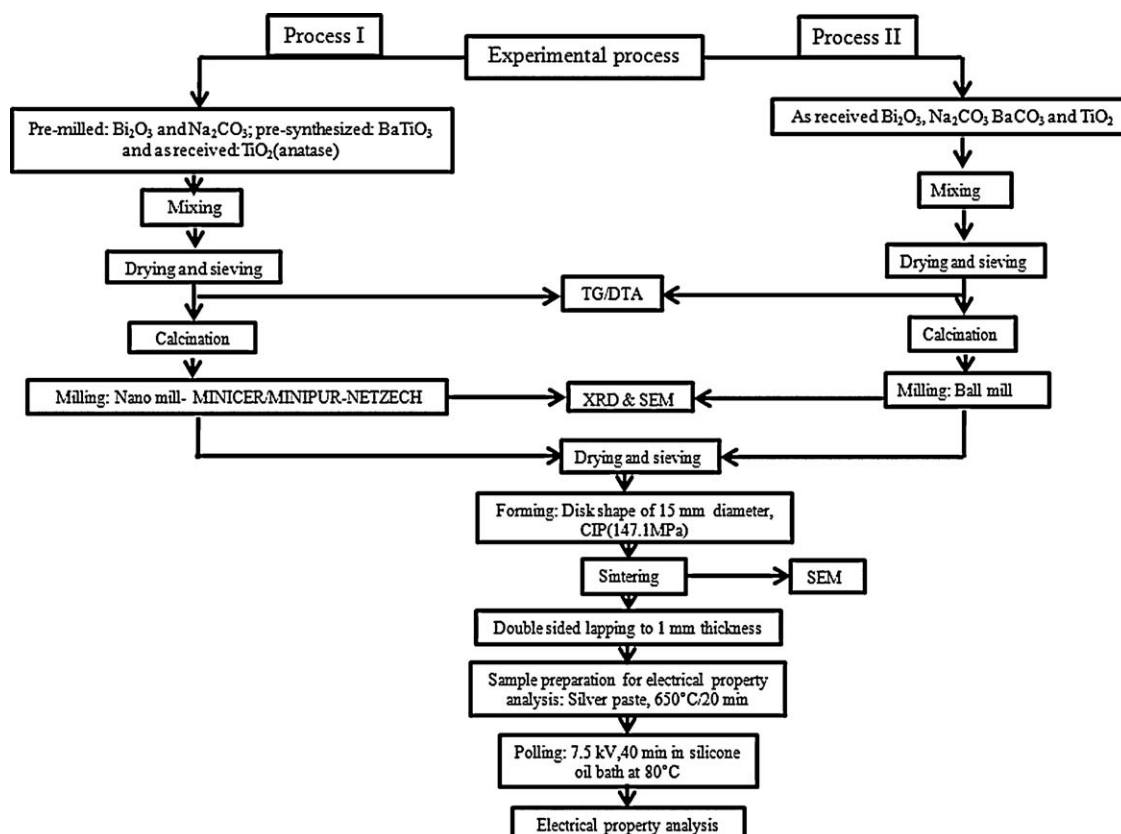 Process I
Experimental process
Process II
Pre-milled: Bi₂O₃ and Na₂CO₃; pre-synthesized: BaTiO₃
and as received:TiO₂(anatase)
As received Bi₂O₃, Na₂CO₃ BaCO₃ and TiO₂
Mixing
Mixing
Drying and sieving
Drying and sieving
TG/DTA
Calcination
Calcination
Milling: Nano mill- MINICER/MINIPUR-NETZECH
XRD & SEM
Milling: Ball mill
Drying and sieving
Forming: Disk shape of 15 mm diameter,
CIP(147.1MPa)
Sintering
SEM
Double sided lapping to 1 mm thickness
Sample preparation for electrical property
analysis: Silver paste, 650°C/20 min
Polling: 7.5 kV,40 min in silicone
oil bath at 80°C
Electrical property analysis